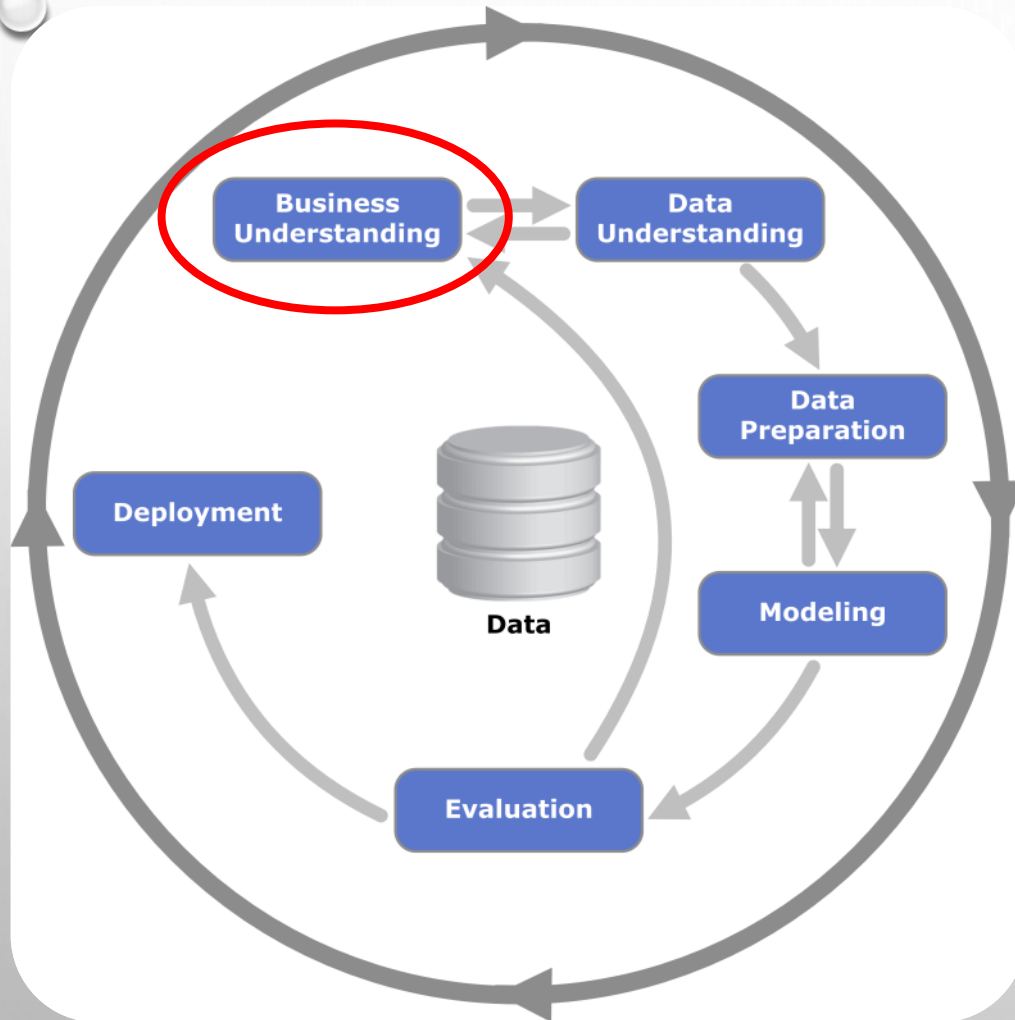 Business
Understanding
Data
Understanding
Data
Preparation
Deployment
Modeling
Data
Evaluation